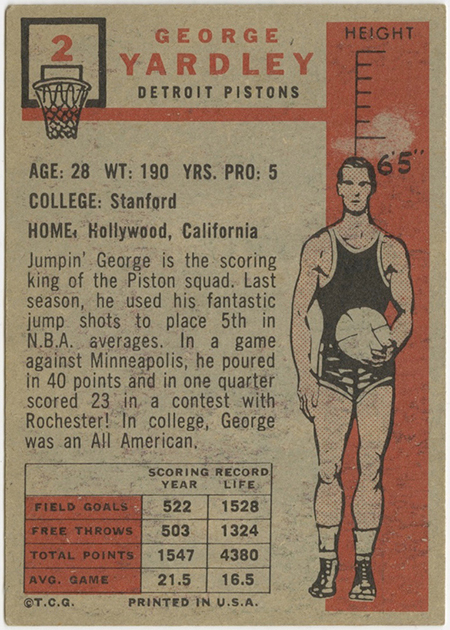 2
GEORGE
YARDLEY
DETROIT PISTONS
HEIGHT
6'5"
AGE: 28 WT: 190 YRS. PRO: 5
COLLEGE: Stanford
HOME: Hollywood, California
Jumpin' George is the scoring
king of the Piston squad. Last
season, he used his fantastic
jump shots to place 5th in
N.B.A. averages. In a game
against Minneapolis, he poured
in 40 points and in one quarter
scored 23 in a contest with
Rochester! In college, George
was an All American.
SCORING RECORD
YEAR LIFE
FIELD GOALS 522 1528
FREE THROWS 503 1324
TOTAL POINTS 1547 4380
AVG. GAME 21.5 16.5
©T.C.G. PRINTED IN U.S.A.